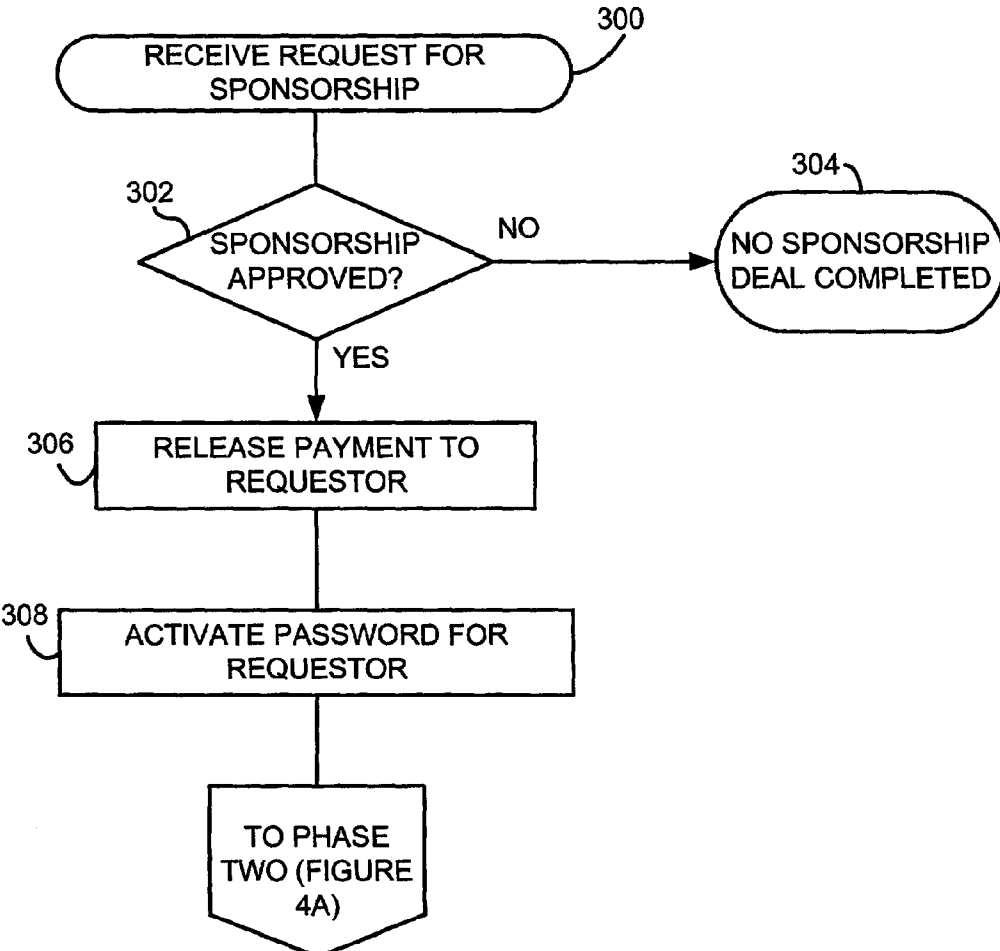 300
RECEIVE REQUEST FOR
SPONSORSHIP
302
SPONSORSHIP
APPROVED?
NO
304
NO SPONSORSHIP
DEAL COMPLETED
YES
306
RELEASE PAYMENT TO
REQUESTOR
308
ACTIVATE PASSWORD FOR
REQUESTOR
TO PHASE
TWO (FIGURE
4A)